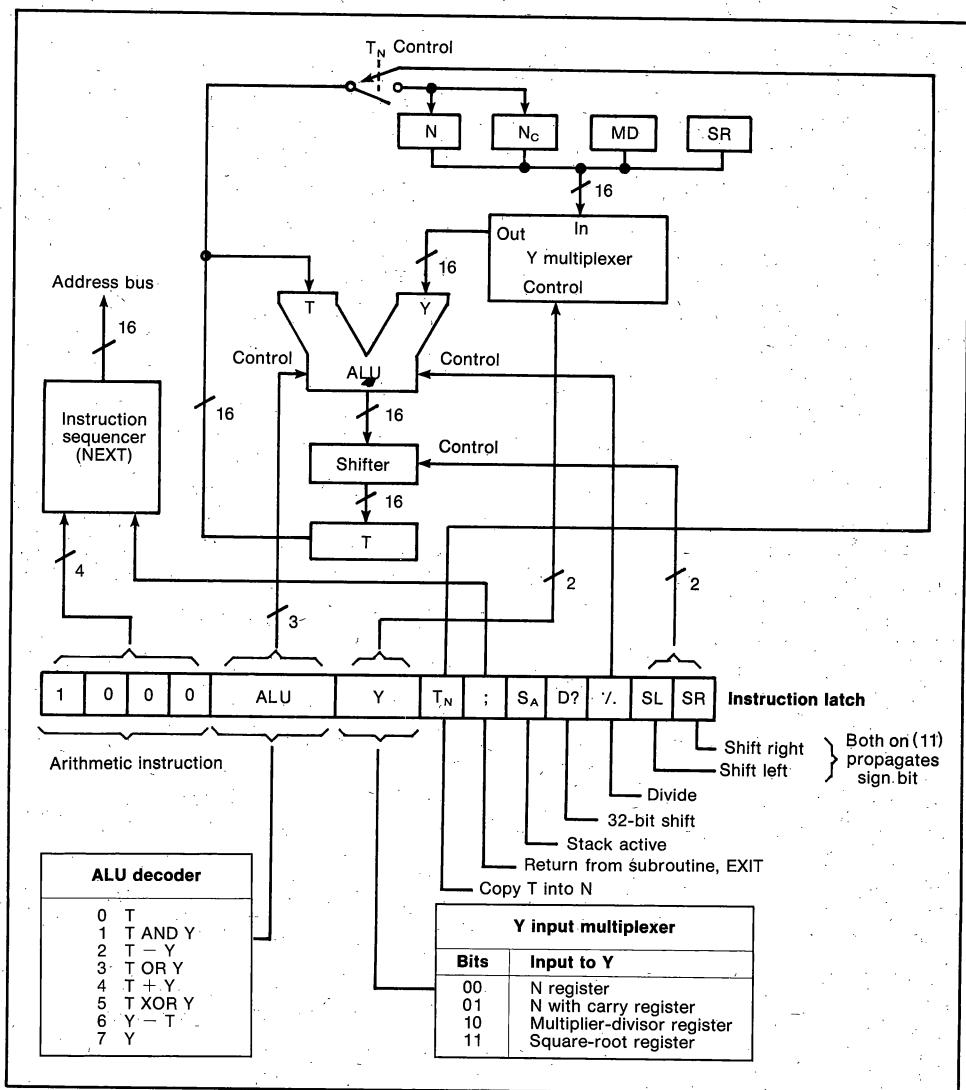 T_N Control
N
N_C
MD
SR
16
In
Out
Y multiplexer
Control
16
Address bus
16
T
Y
Control
Control
ALU
16
16
Instruction
sequencer
(NEXT)
Control
Shifter
16
T
4
3
2
2
1 0 0 0 ALU Y T_N ; S_A D? ·/. SL SR
Instruction latch
Arithmetic instruction
Shift right
Shift left
Both on (11)
propagates
sign bit
Divide
32-bit shift
Stack active
Return from subroutine, EXIT
Copy T into N
ALU decoder
0 T
1 T AND Y
2 T − Y
3 T OR Y
4 T + Y
5 T XOR Y
6 Y − T
7 Y
Y input multiplexer
Bits Input to Y
00 N register
01 N with carry register
10 Multiplier-divisor register
11 Square-root register